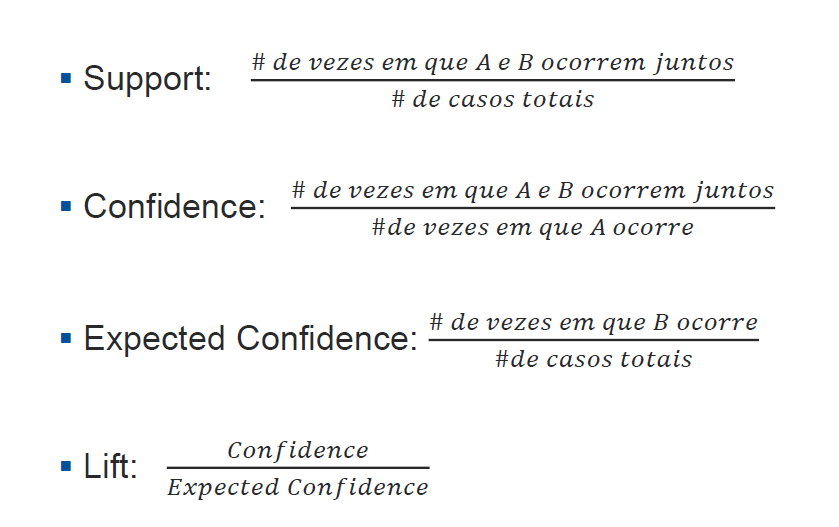 ▪ Support: # de vezes em que A e B ocorrem juntos
# de casos totais
▪ Confidence: # de vezes em que A e B ocorrem juntos
#de vezes em que A ocorre
▪ Expected Confidence: # de vezes em que B ocorre
#de casos totais
▪ Lift: Confidence
Expected Confidence